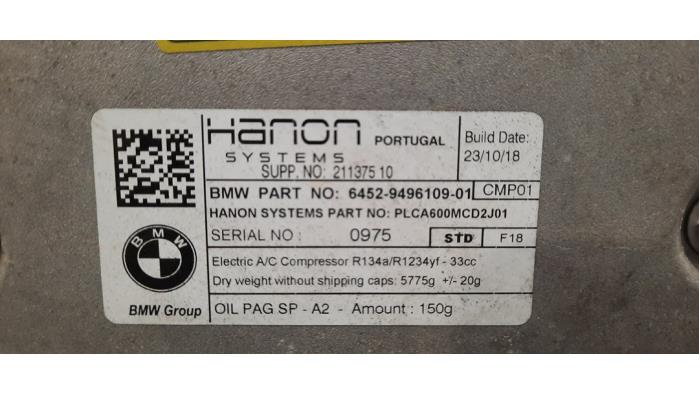 Hanon PORTUGAL
SYSTEMS
SUPP. NO: 211375 10
Build Date:
23/10/18
BMW PART NO: 6452-9496109-01 CMP01
HANON SYSTEMS PART NO: PLCA600MCD2J01
SERIAL NO : 0975 STD F18
BMW
BMW Group
Electric A/C Compressor R134a/R1234yf - 33cc
Dry weight without shipping caps: 5775g +/- 20g
OIL PAG SP - A2 - Amount : 150g